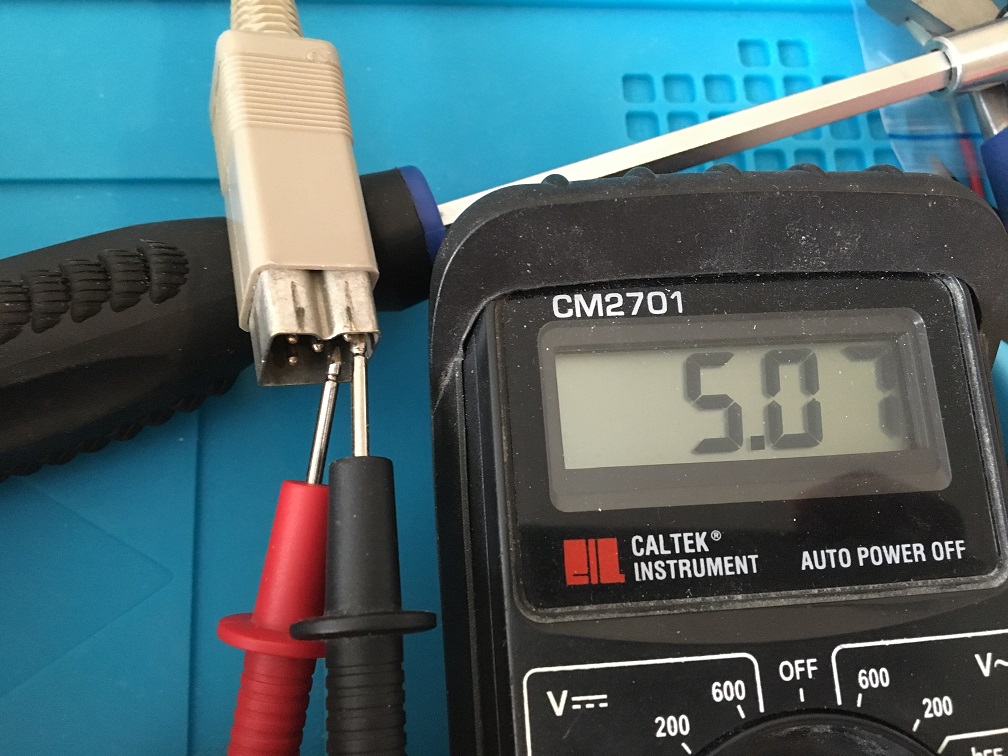 CM2701
5.07
CALTEK®
INSTRUMENT
AUTO POWER OFF
OFF
V⎓
600
200
V~
600
200